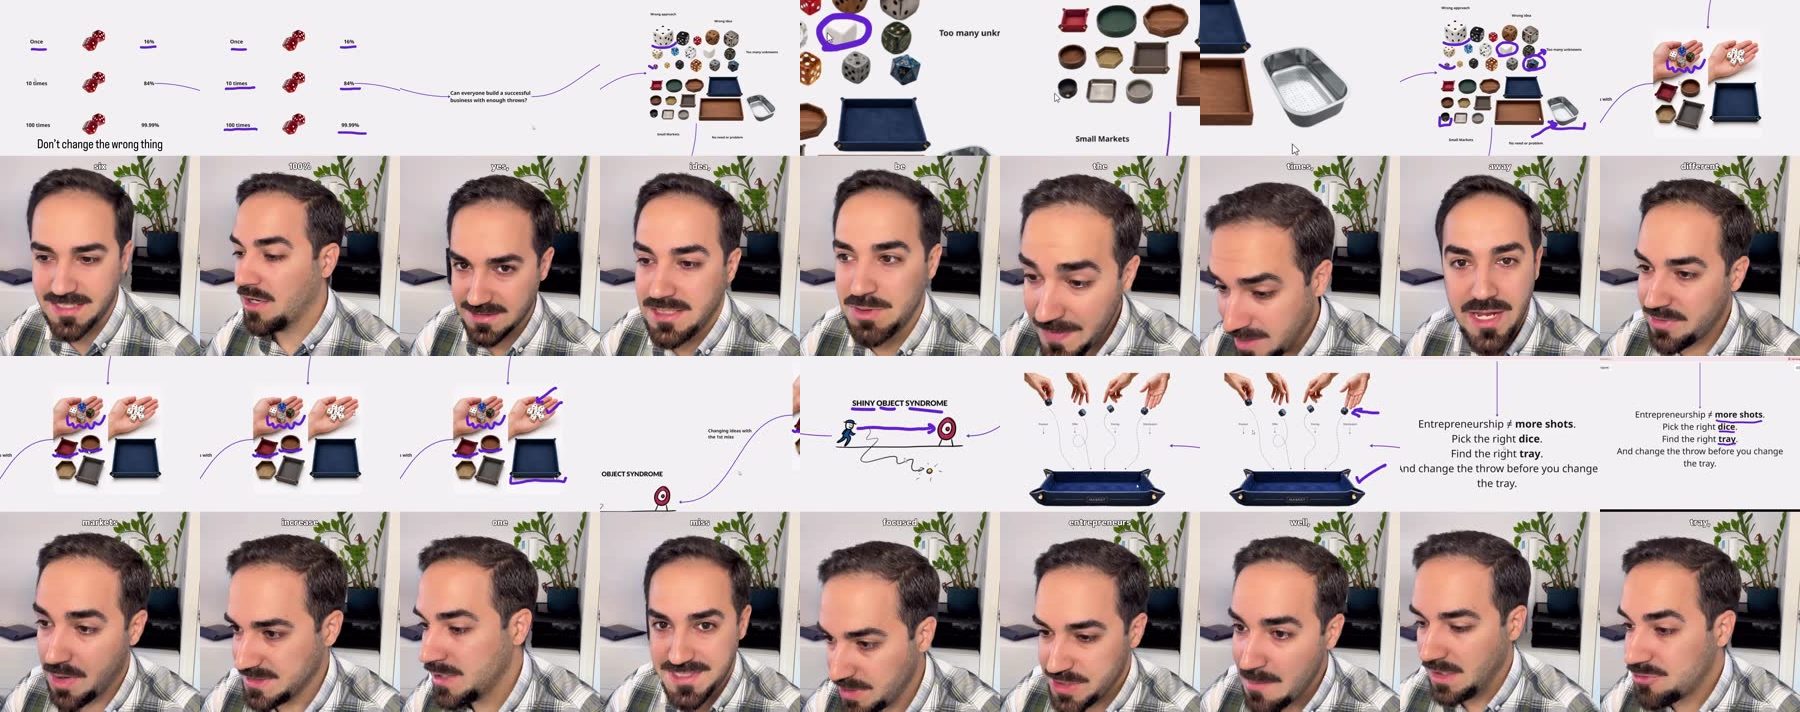 Once
16%
10 times
84%
100 times
99.99%
Don't change the wrong thing
six
Once
16%
10 times
84%
100 times
99.99%
100%
Can everyone build a successful
business with enough throws?
yes,
Wrong approach
Wrong idea
Too many unknowns
Small Markets
No need or problem
idea,
Too many unkr
be
Small Markets
the
times,
Wrong approach
Wrong idea
Too many unknowns
Small Markets
No need or problem
away
s with
different
s with
markets
increase
s with
one
Changing ideas with
the 1st miss
OBJECT SYNDROME
miss
SHINY OBJECT SYNDROME
focused
MARKET
entrepreneurs
MARKET
well,
Entrepreneurship ≠ more shots.
Pick the right dice.
Find the right tray.
And change the throw before you change
the tray.
Entrepreneurship ≠ more shots.
Pick the right dice.
Find the right tray.
And change the throw before you change
the tray.
tray,